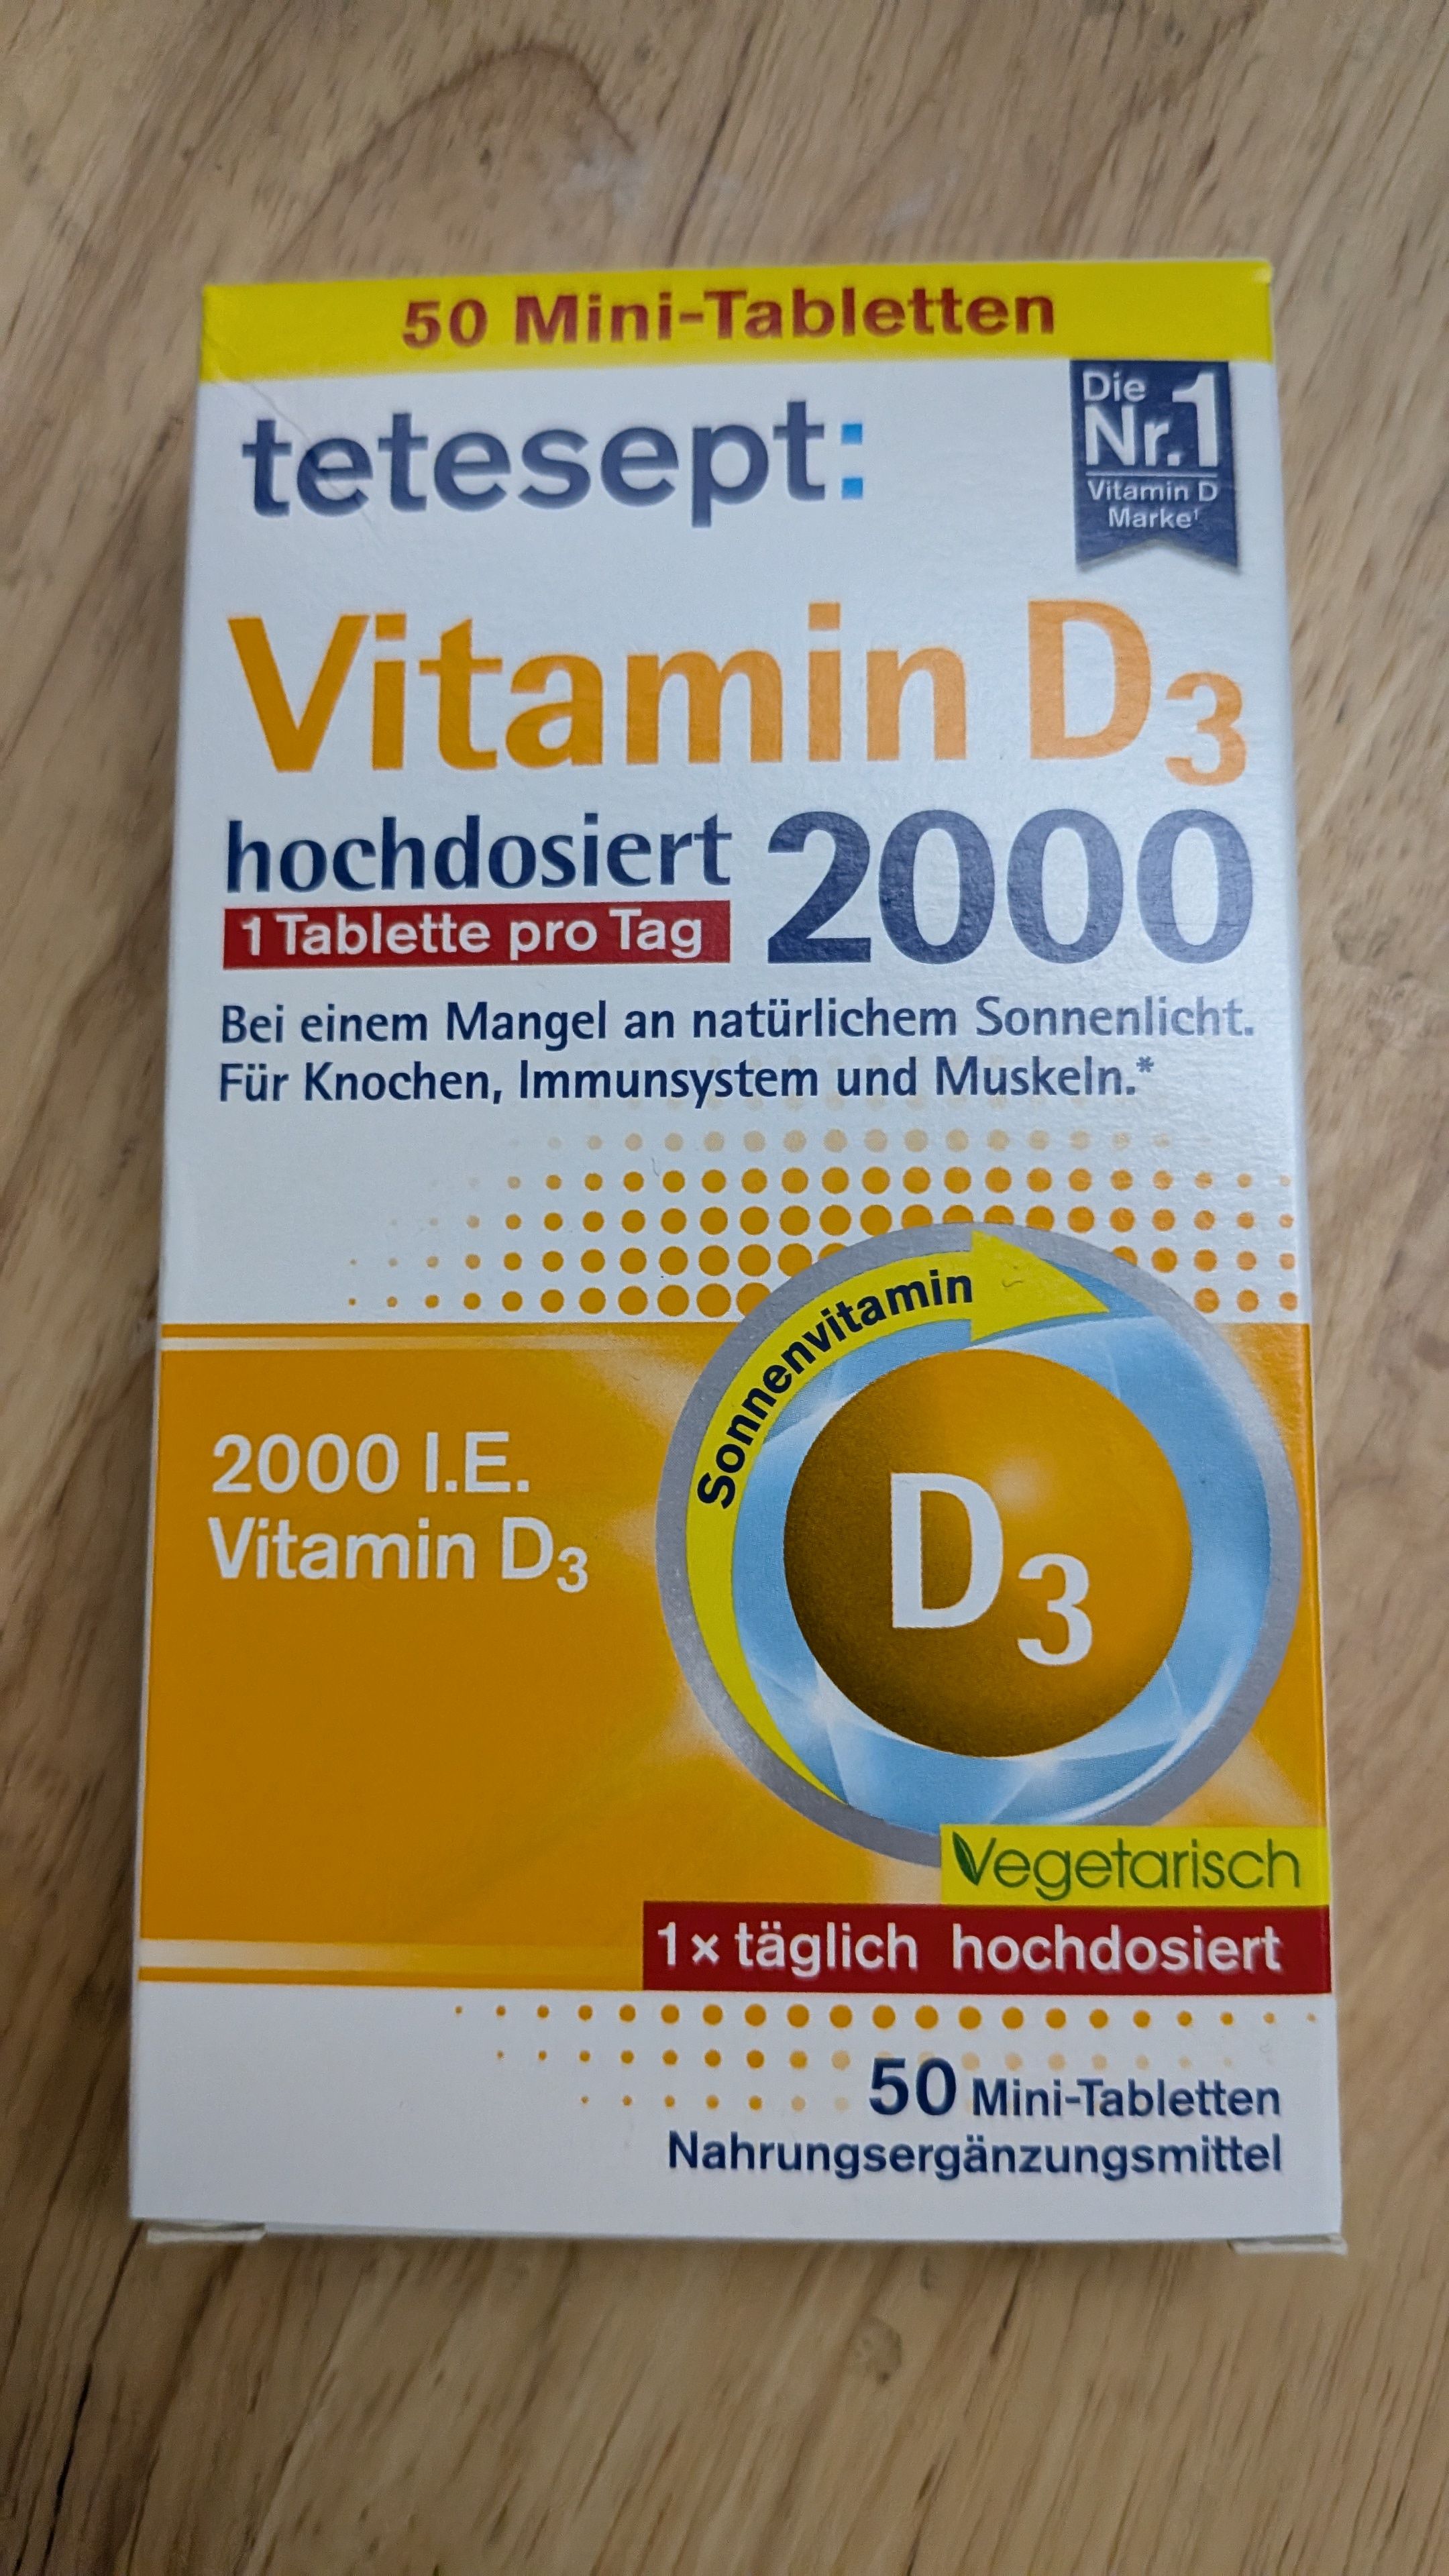 50 Mini-Tabletten
tetesept:
Die
Nr.1
Vitamin D
Marke¹
Vitamin D₃
hochdosiert 2000
1 Tablette pro Tag
Bei einem Mangel an natürlichem Sonnenlicht.
Für Knochen, Immunsystem und Muskeln.*
Sonnenvitamin
2000 I.E.
Vitamin D₃
D₃
Vegetarisch
1x täglich hochdosiert
50 Mini-Tabletten
Nahrungsergänzungsmittel